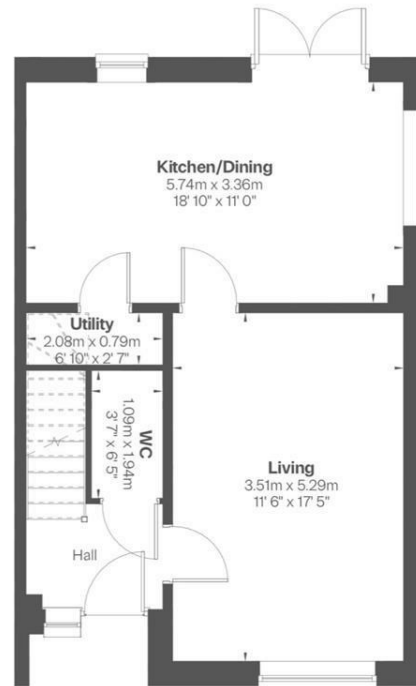 Kitchen/Dining
5.74m x 3.36m
18' 10" x 11' 0"
Utility
2.08m x 0.79m
6' 10" x 2' 7"
WC
1.09m x 1.94m
3' 7" x 6' 5"
Living
3.51m x 5.29m
11' 6" x 17' 5"
Hall